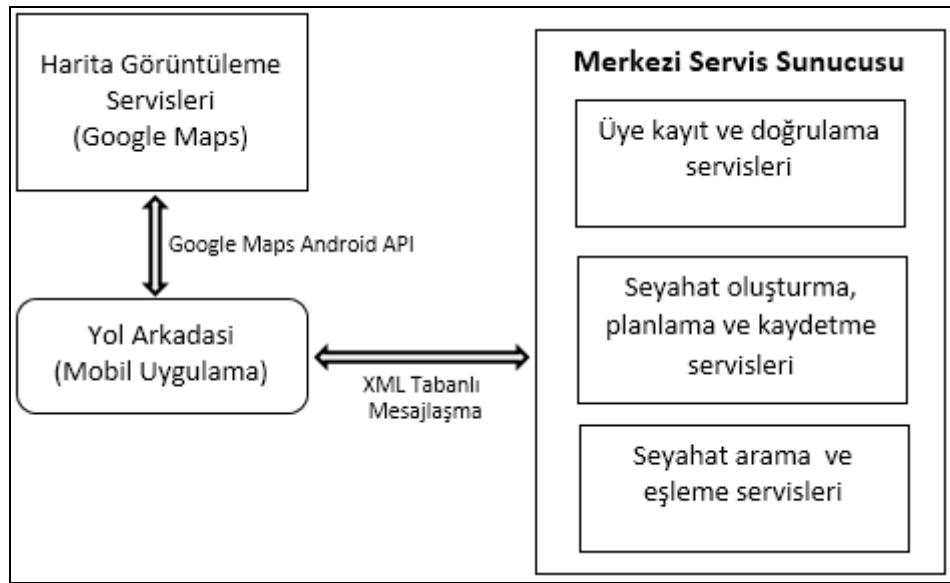 Harita Görüntüleme
Servisleri
(Google Maps)
Google Maps Android API
Yol Arkadasi
(Mobil Uygulama)
XML Tabanlı
Mesajlaşma
Merkezi Servis Sunucusu
Üye kayıt ve doğrulama
servisleri
Seyahat oluşturma,
planlama ve kaydetme
servisleri
Seyahat arama ve
eşleme servisleri